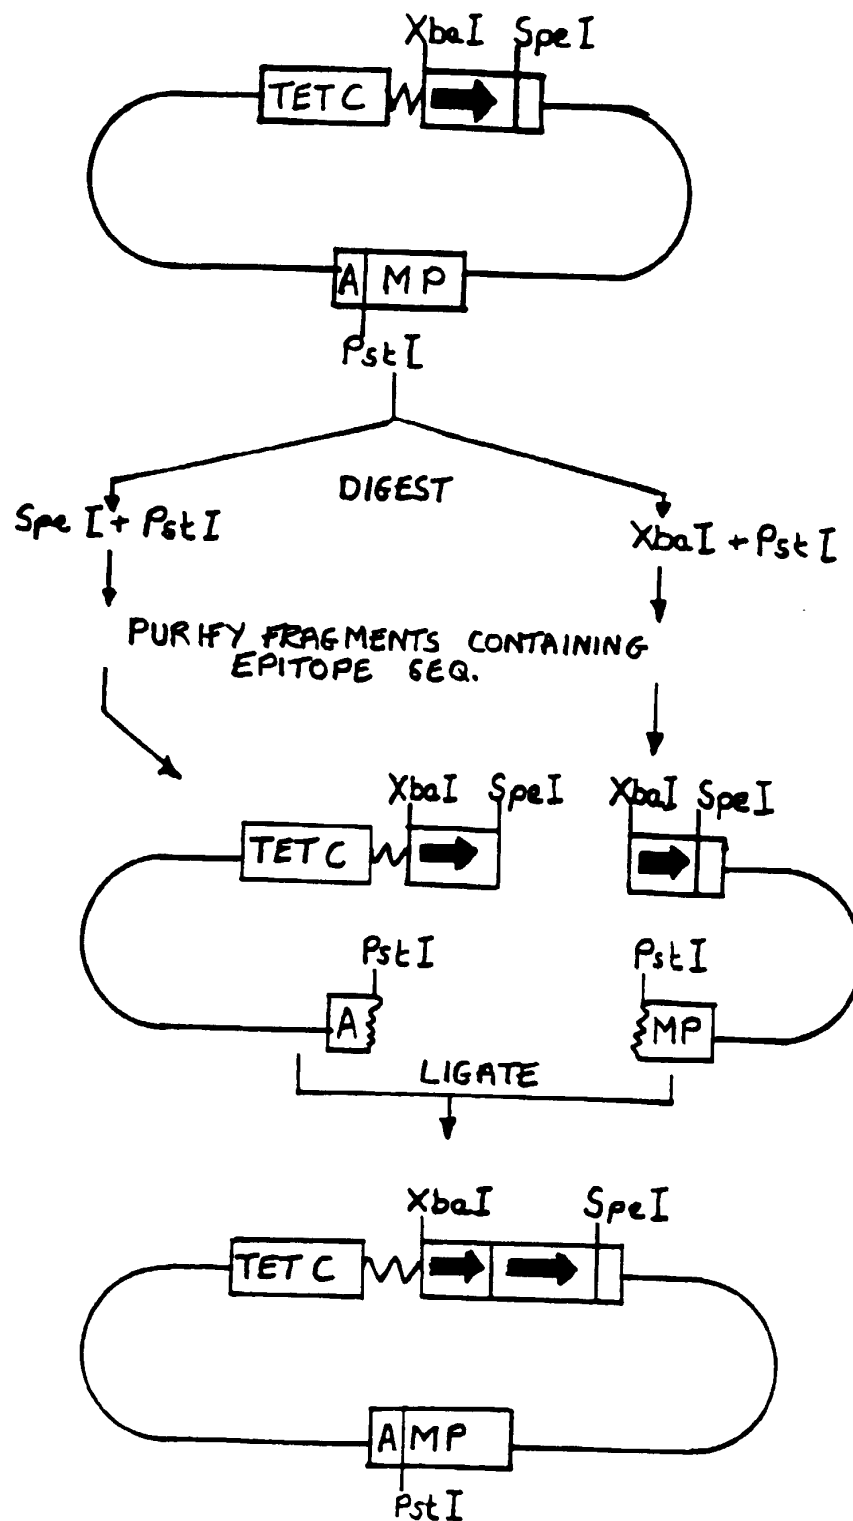 XbaI SpeI
TETC
AMP
PstI
DIGEST
SpeI + PstI
XbaI + PstI
PURIFY FRAGMENTS CONTAINING
EPITOPE SEQ.
XbaI SpeI XbaI SpeI
TETC
PstI PstI
A MP
LIGATE
XbaI SpeI
TETC
AMP
PstI